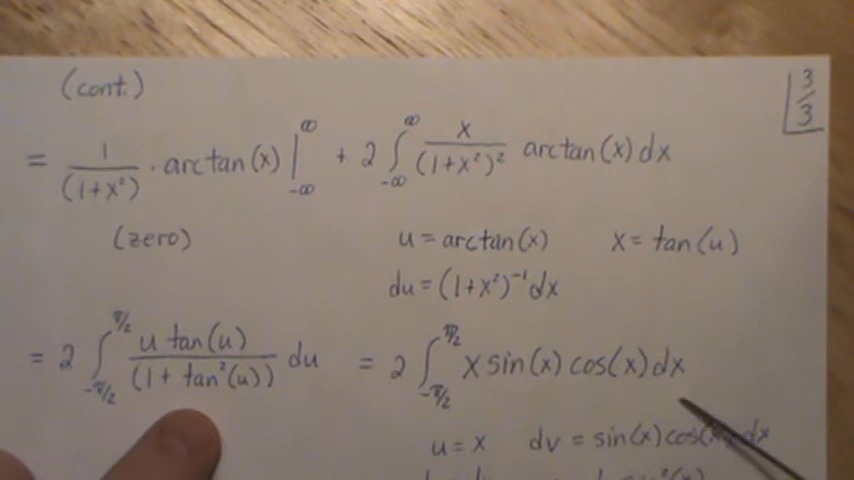 (cont.)
3/3
= 1/(1+x²) · arctan(x) |_{-∞}^{∞} + 2 ∫_{-∞}^{∞} x/(1+x²)² arctan(x) dx
(zero)
u = arctan(x) x = tan(u)
du = (1+x²)⁻¹ dx
= 2 ∫_{-π/2}^{π/2} u tan(u)/(1 + tan²(u)) du = 2 ∫_{-π/2}^{π/2} x sin(x) cos(x) dx
u = x dv = sin(x) cos(x) dx